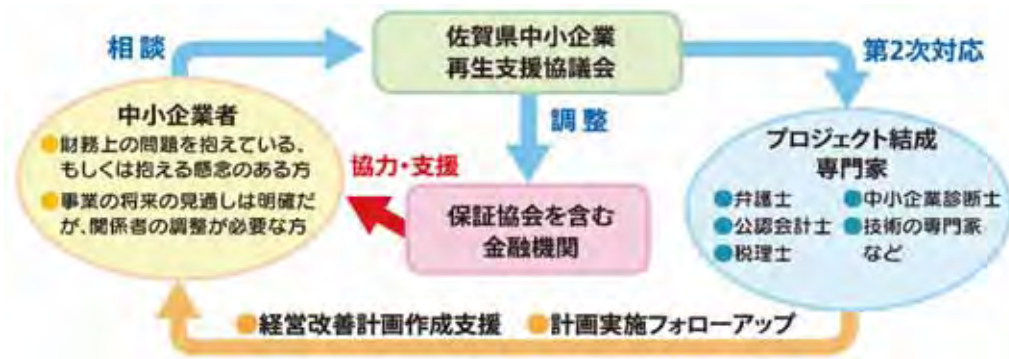 相談
佐賀県中小企業
再生支援協議会
第2次対応
中小企業者
●財務上の問題を抱えている、
もしくは抱える懸念のある方
●事業の将来の見通しは明確だ
が、関係者の調整が必要な方
調整
協力・支援
保証協会を含む
金融機関
プロジェクト結成
専門家
●弁護士 ●中小企業診断士
●公認会計士 ●技術の専門家
●税理士 など
●経営改善計画作成支援 ●計画実施フォローアップ